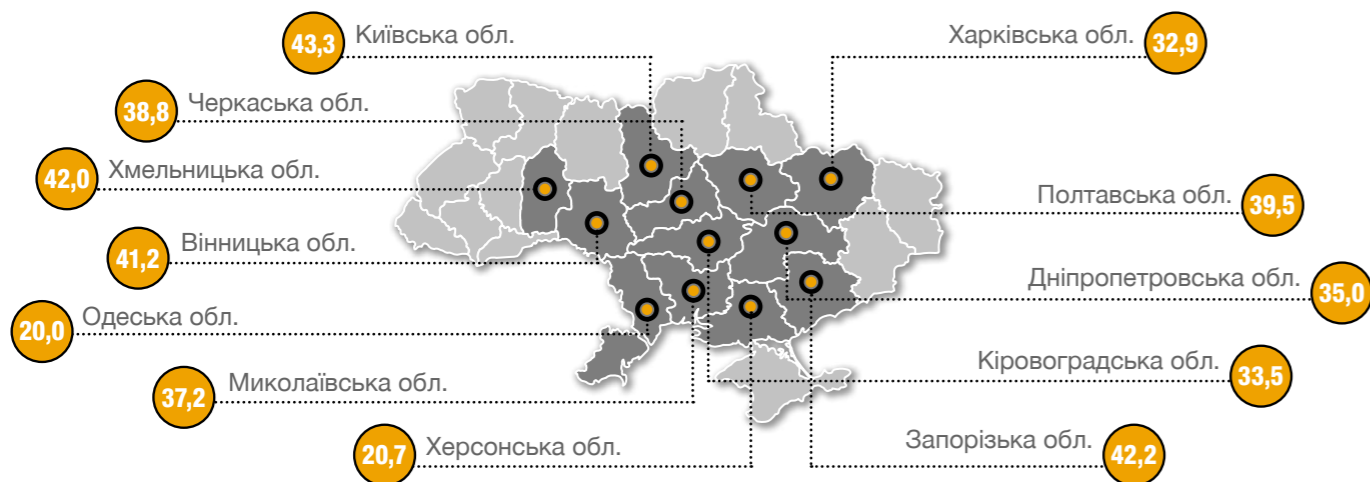 43,3 Київська обл.
Харківська обл. 32,9
38,8 Черкаська обл.
42,0 Хмельницька обл.
Полтавська обл. 39,5
41,2 Вінницька обл.
Дніпропетровська обл. 35,0
20,0 Одеська обл.
Кіровоградська обл. 33,5
37,2 Миколаївська обл.
20,7 Херсонська обл.
Запорізька обл. 42,2